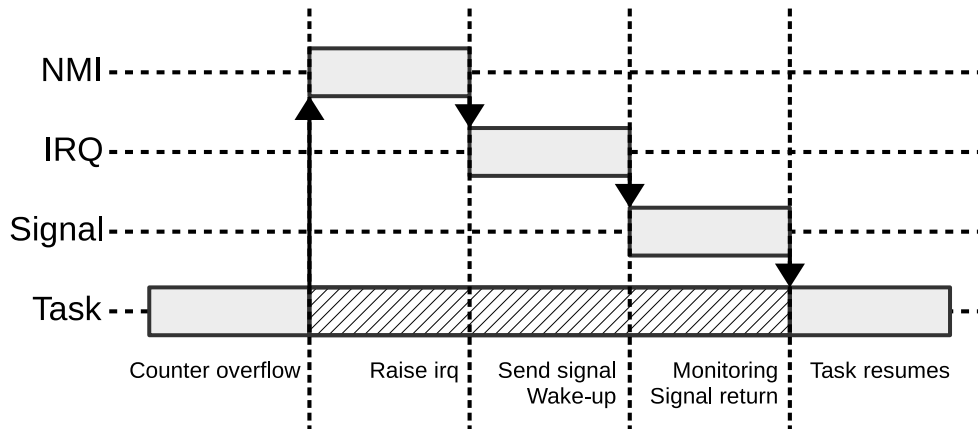 NMI
IRQ
Signal
Task
Counter overflow
Raise irq
Send signal
Wake-up
Monitoring
Signal return
Task resumes